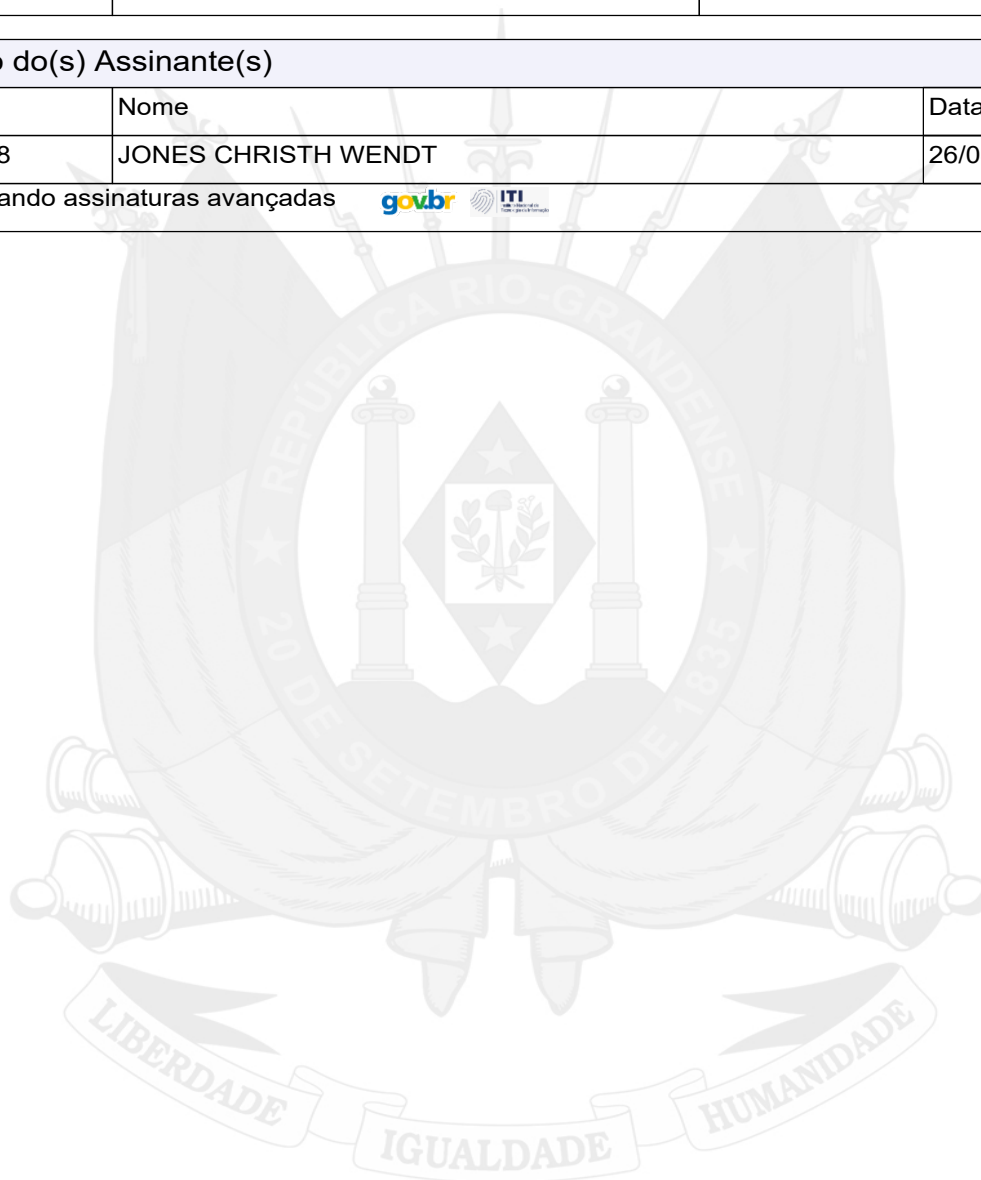 o do(s) Assinante(s)
Nome
Data
8
JONES CHRISTH WENDT
26/0
ando assinaturas avançadas gov.br ITI
REPÚBLICA RIO-GRANDENSE
20 DE SETEMBRO DE 1835
LIBERDADE IGUALDADE HUMANIDADE